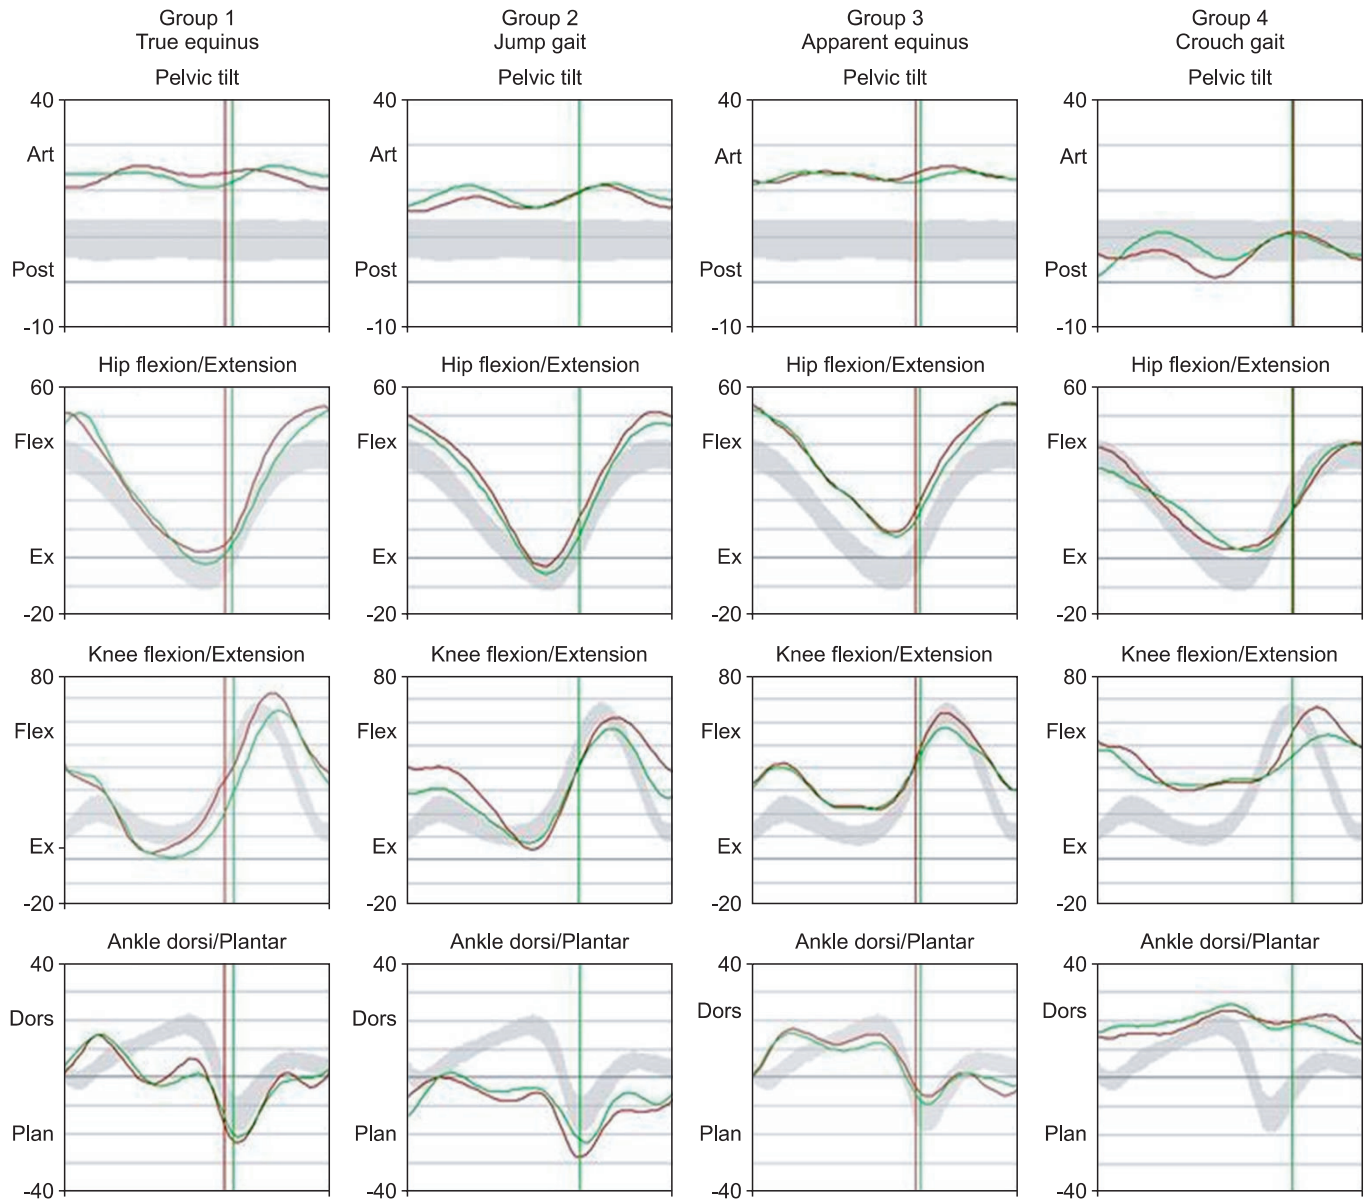 Group 1 Group 2 Group 3 Group 4
True equinus Jump gait Apparent equinus Crouch gait
Pelvic tilt Pelvic tilt Pelvic tilt Pelvic tilt
40 40 40 40
Art Art Art Art
Post Post Post Post
-10 -10 -10 -10
Hip flexion/Extension Hip flexion/Extension Hip flexion/Extension Hip flexion/Extension
60 60 60 60
Flex Flex Flex Flex
Ex Ex Ex Ex
-20 -20 -20 -20
Knee flexion/Extension Knee flexion/Extension Knee flexion/Extension Knee flexion/Extension
80 80 80 80
Flex Flex Flex Flex
Ex Ex Ex Ex
-20 -20 -20 -20
Ankle dorsi/Plantar Ankle dorsi/Plantar Ankle dorsi/Plantar Ankle dorsi/Plantar
40 40 40 40
Dors Dors Dors Dors
Plan Plan Plan Plan
-40 -40 -40 -40